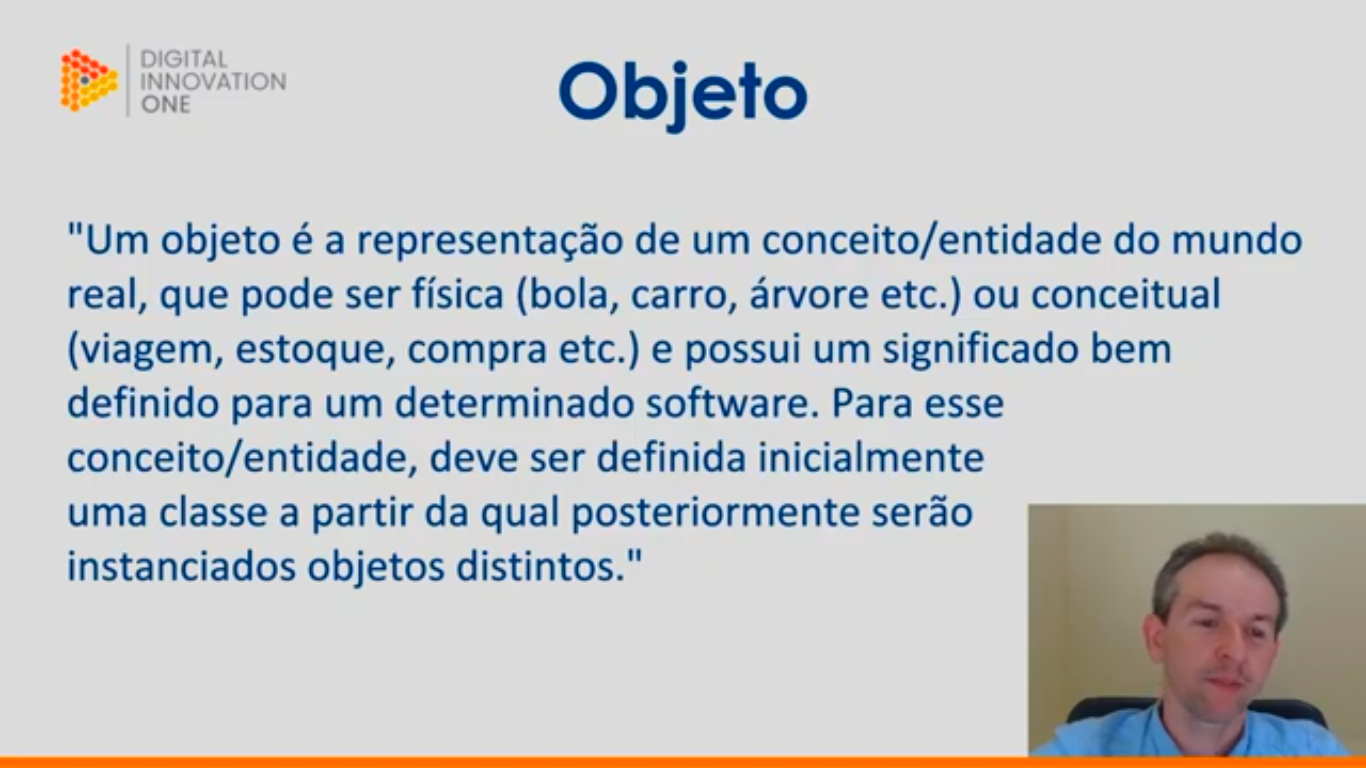 DIGITAL
INNOVATION
ONE
Objeto
"Um objeto é a representação de um conceito/entidade do mundo
real, que pode ser física (bola, carro, árvore etc.) ou conceitual
(viagem, estoque, compra etc.) e possui um significado bem
definido para um determinado software. Para esse
conceito/entidade, deve ser definida inicialmente
uma classe a partir da qual posteriormente serão
instanciados objetos distintos."